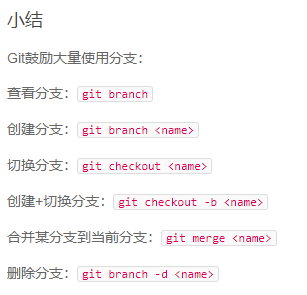 小结
Git鼓励大量使用分支：
查看分支：git branch
创建分支：git branch <name>
切换分支：git checkout <name>
创建+切换分支：git checkout -b <name>
合并某分支到当前分支：git merge <name>
删除分支：git branch -d <name>